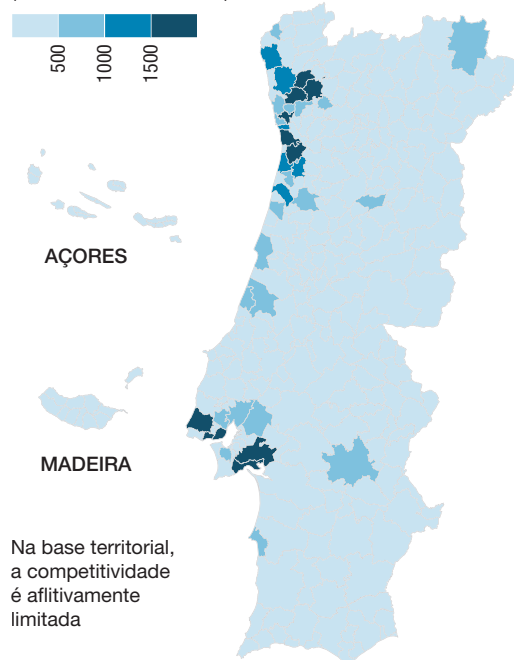 500
1000
1500
AÇORES
MADEIRA
Na base territorial,
a competitividade
é aflitivamente
limitada